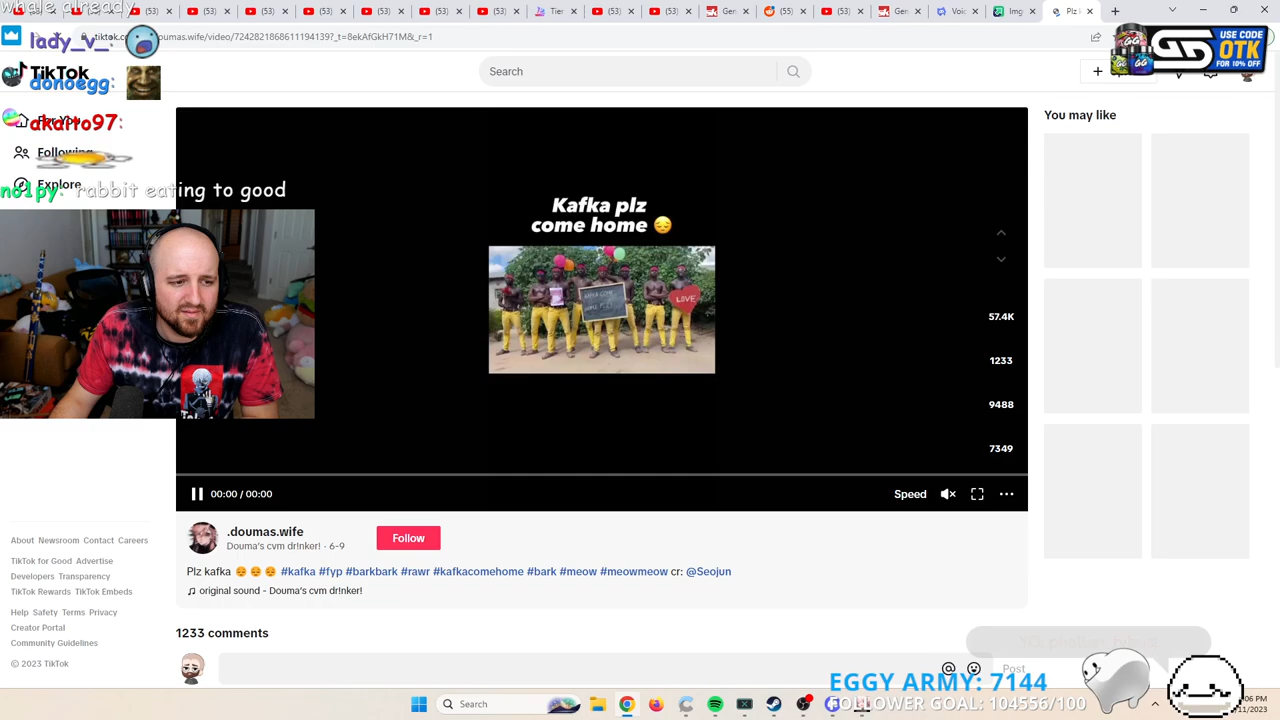 whale already
lady_v_:
donoegg:
akaito97:
no1py: rabbit eating to good
TikTok
For You
Following
Explore
Search
USE CODE
OTK
FOR 10% OFF
You may like
Kafka plz
come home 😔
LOVE
57.4K
1233
9488
7349
00:00 / 00:00
Speed
.doumas.wife
Douma's cvm dr!nker! · 6-9
Follow
Plz kafka 😔 😔 😔 #kafka #fyp #barkbark #rawr #kafkacomehome #bark #meow #meowmeow cr: @Seojun
♫ original sound - Douma's cvm dr!nker!
1233 comments
Post
About Newsroom Contact Careers
TikTok for Good Advertise
Developers Transparency
TikTok Rewards TikTok Embeds
Help Safety Terms Privacy
Creator Portal
Community Guidelines
© 2023 TikTok
EGGY ARMY: 7144
FOLLOWER GOAL: 104556/100
Search